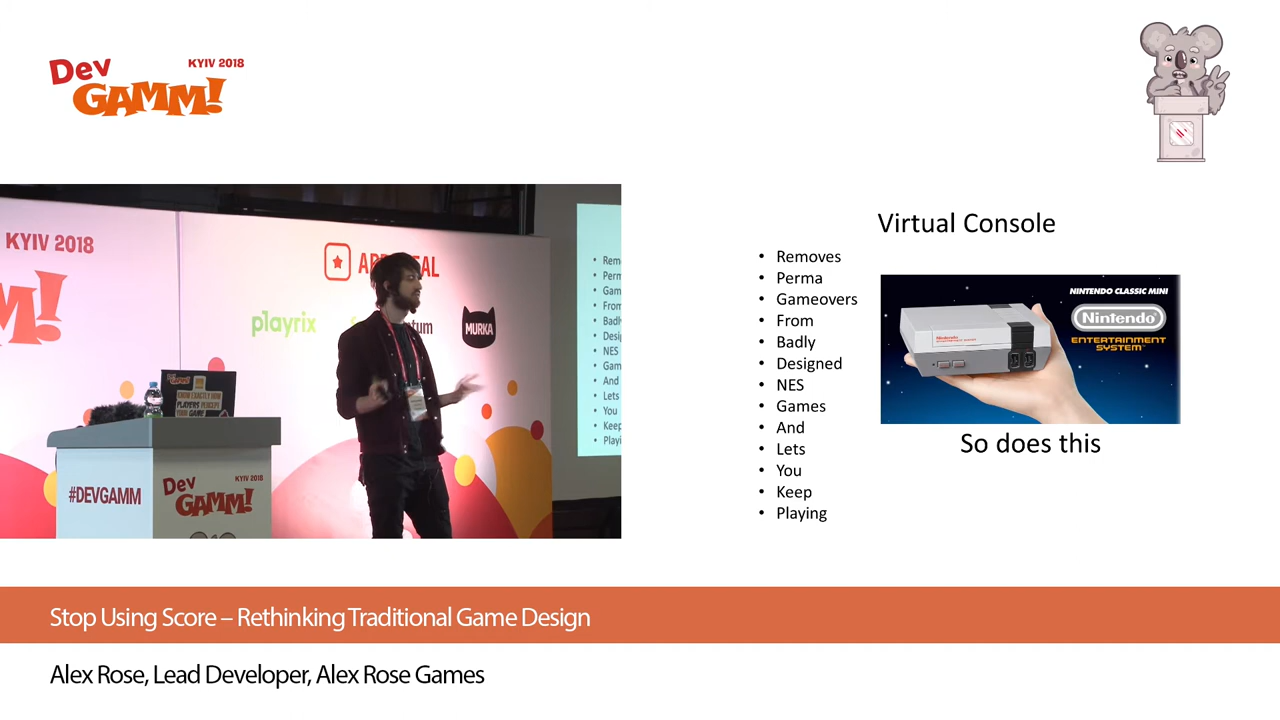 Dev
GAMM!
KYIV 2018
KYIV 2018
M!
playrix
tum
MURKA
#DEVGAMM
Dev
GAMM!
KYIV 2018
Virtual Console
• Removes
• Perma
• Gameovers
• From
• Badly
• Designed
• NES
• Games
• And
• Lets
• You
• Keep
• Playing
NINTENDO CLASSIC MINI
Nintendo
ENTERTAINMENT
SYSTEM™
So does this
Stop Using Score – Rethinking Traditional Game Design
Alex Rose, Lead Developer, Alex Rose Games